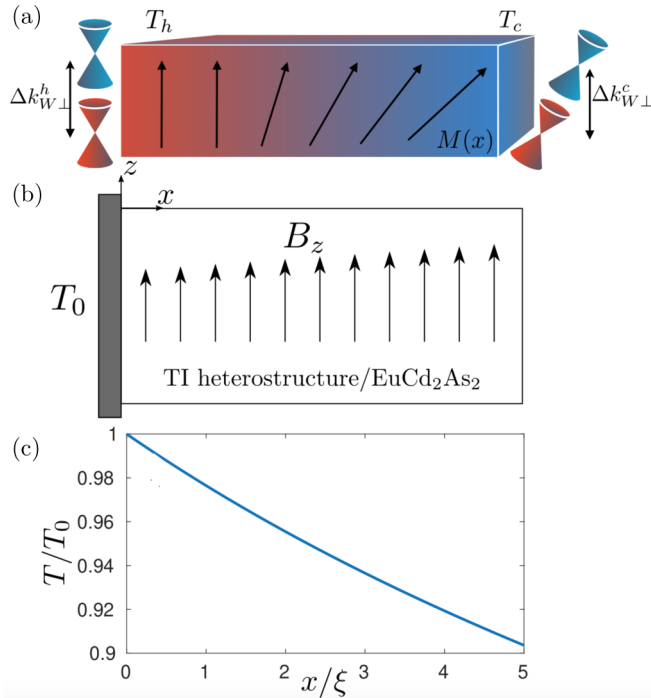 (a)
T_h
T_c
Δk^h_{W⊥}
Δk^c_{W⊥}
M(x)
z
(b)
x
B_z
T_0
TI heterostructure/EuCd₂As₂
(c)
1
0.98
0.96
0.94
0.92
0.9
T/T_0
0 1 2 3 4 5
x/ξ